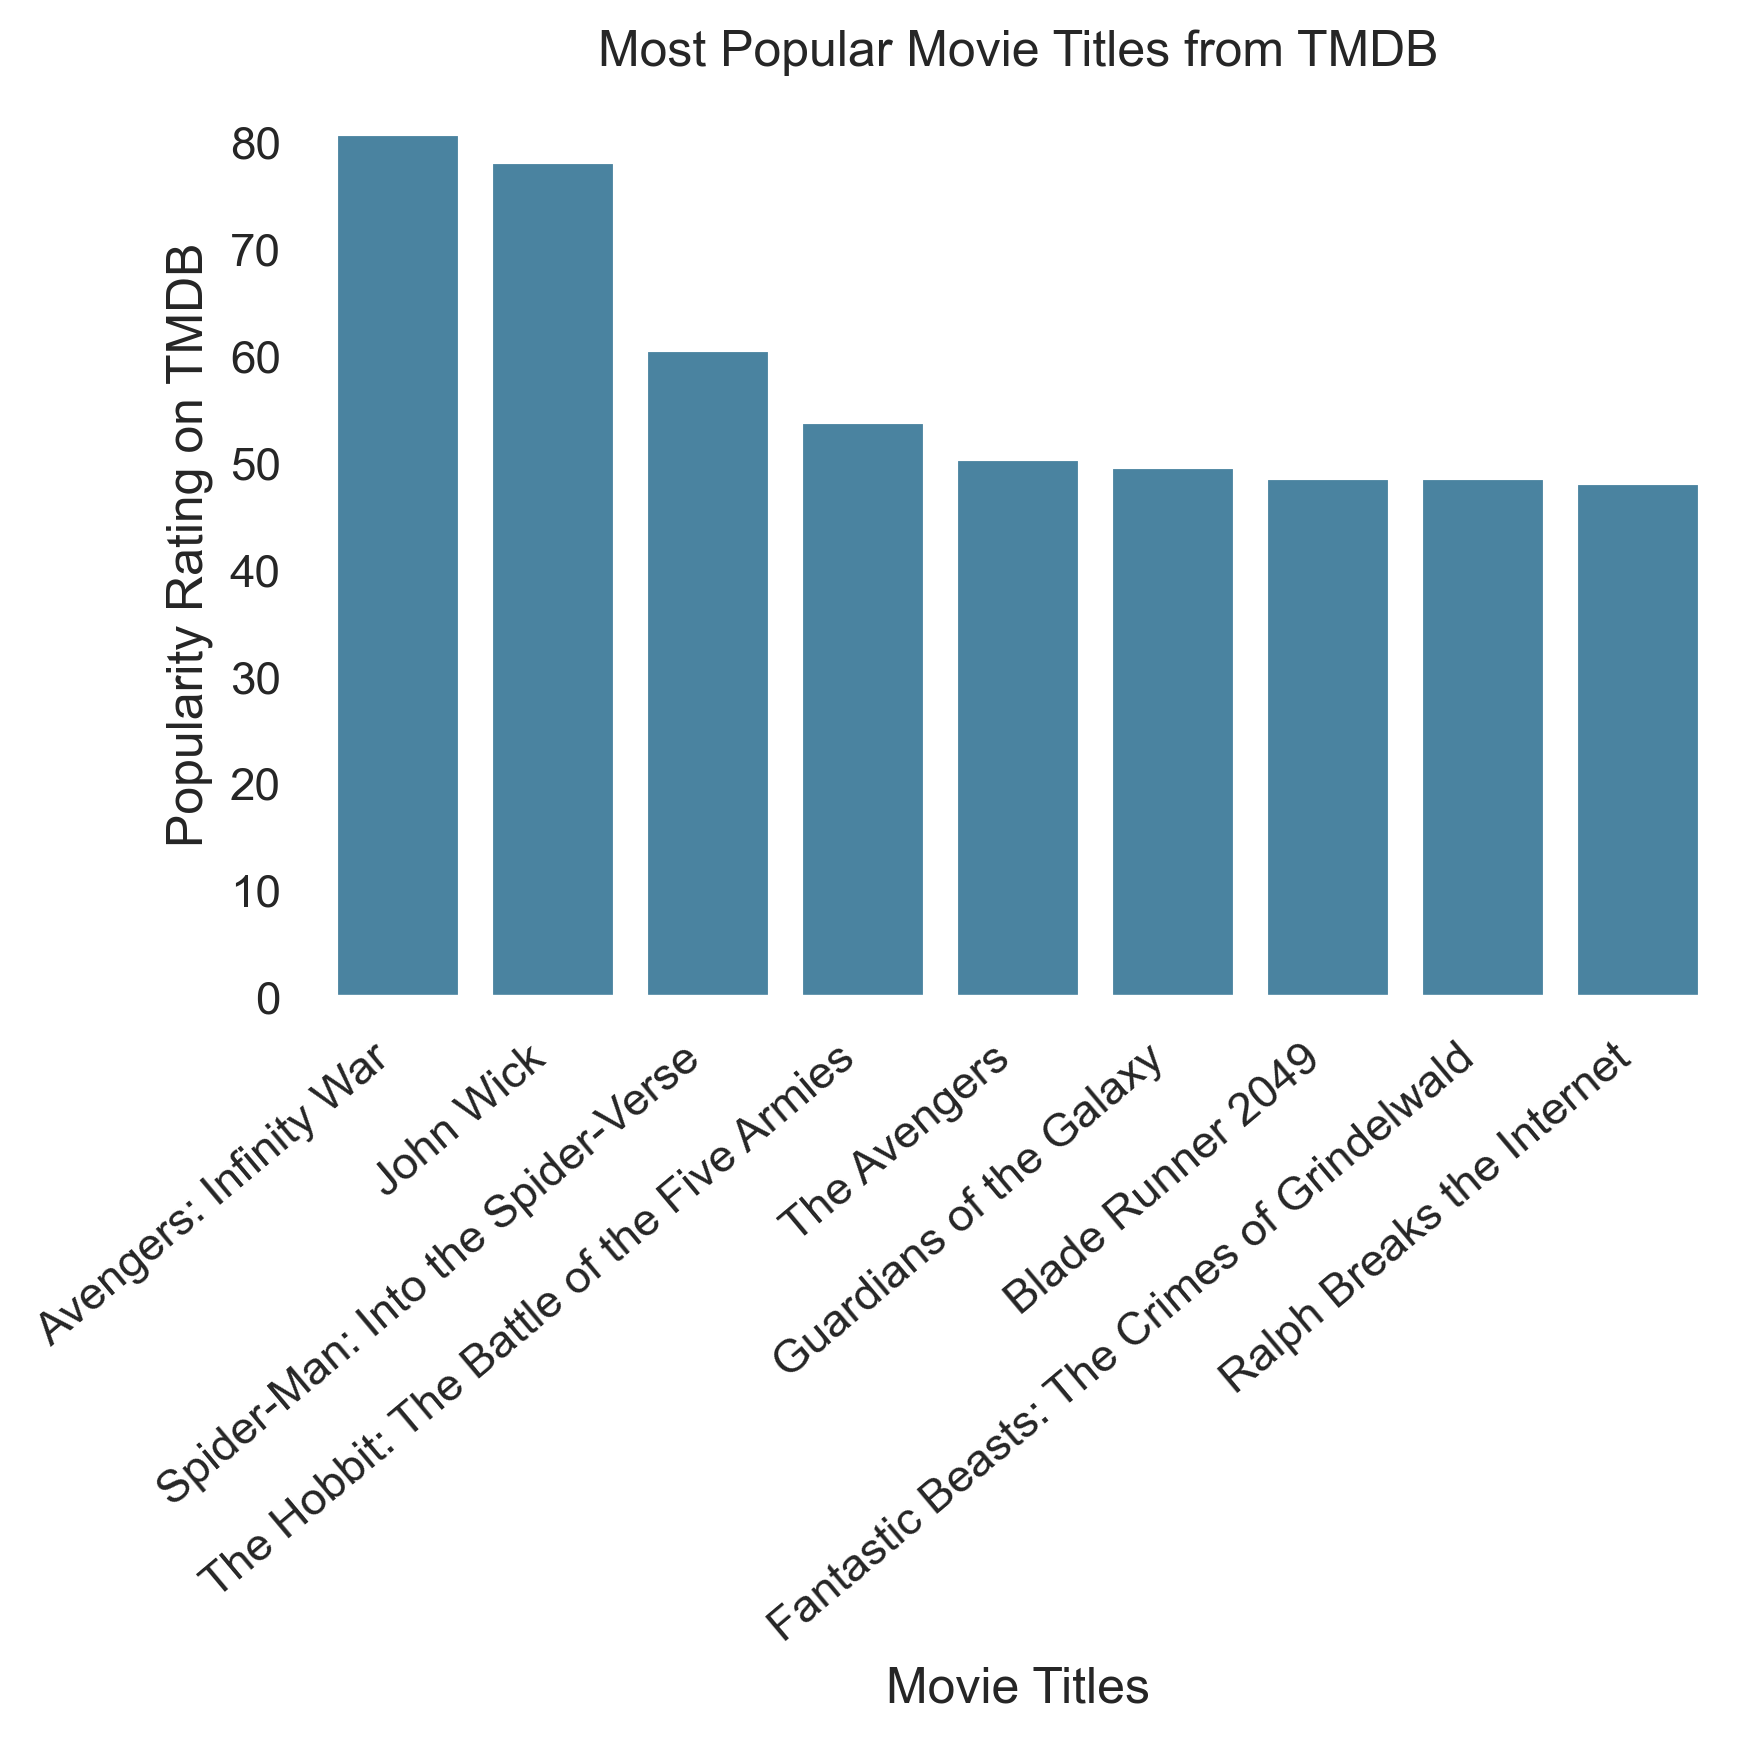 Most Popular Movie Titles from TMDB
Popularity Rating on TMDB
80
70
60
50
40
30
20
10
0
Avengers: Infinity War
John Wick
Spider-Man: Into the Spider-Verse
The Hobbit: The Battle of the Five Armies
The Avengers
Guardians of the Galaxy
Blade Runner 2049
Fantastic Beasts: The Crimes of Grindelwald
Ralph Breaks the Internet
Movie Titles